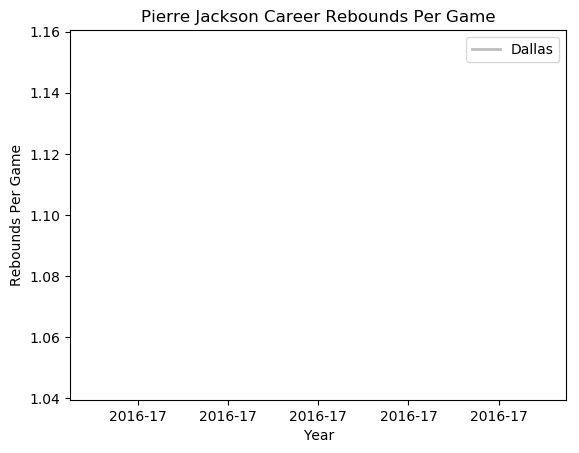 Pierre Jackson Career Rebounds Per Game
Dallas
1.16
1.14
1.12
1.10
1.08
1.06
1.04
Rebounds Per Game
2016-17 2016-17 2016-17 2016-17 2016-17
Year